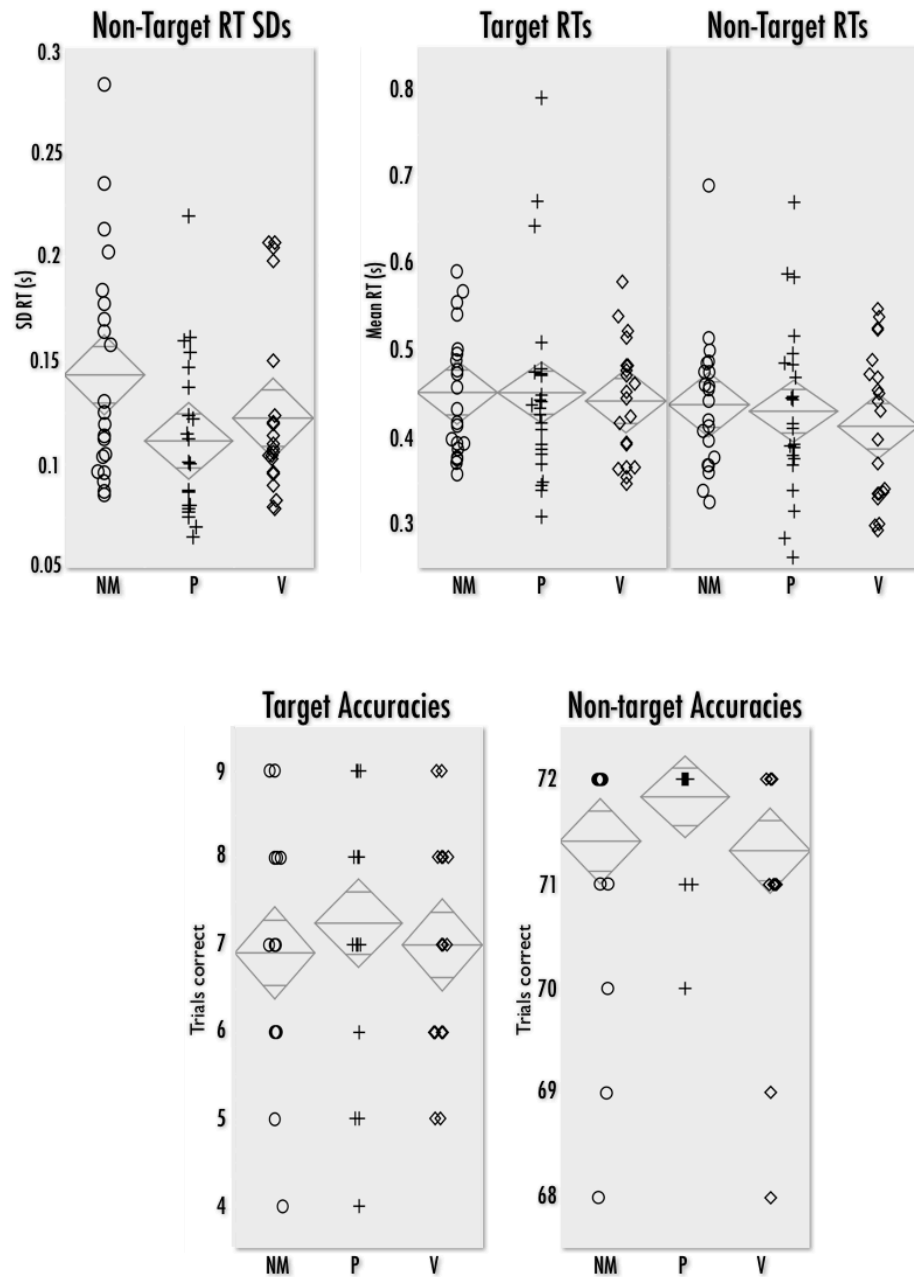 Non-Target RT SDs
Target RTs
Non-Target RTs
0.3
0.25
0.2
0.15
0.1
0.05
SD RT (s)
NM P V
0.8
0.7
0.6
0.5
0.4
0.3
Mean RT (s)
NM P V
NM P V
Target Accuracies
Non-target Accuracies
9
8
7
6
5
4
Trials correct
NM P V
72
71
70
69
68
Trials correct
NM P V